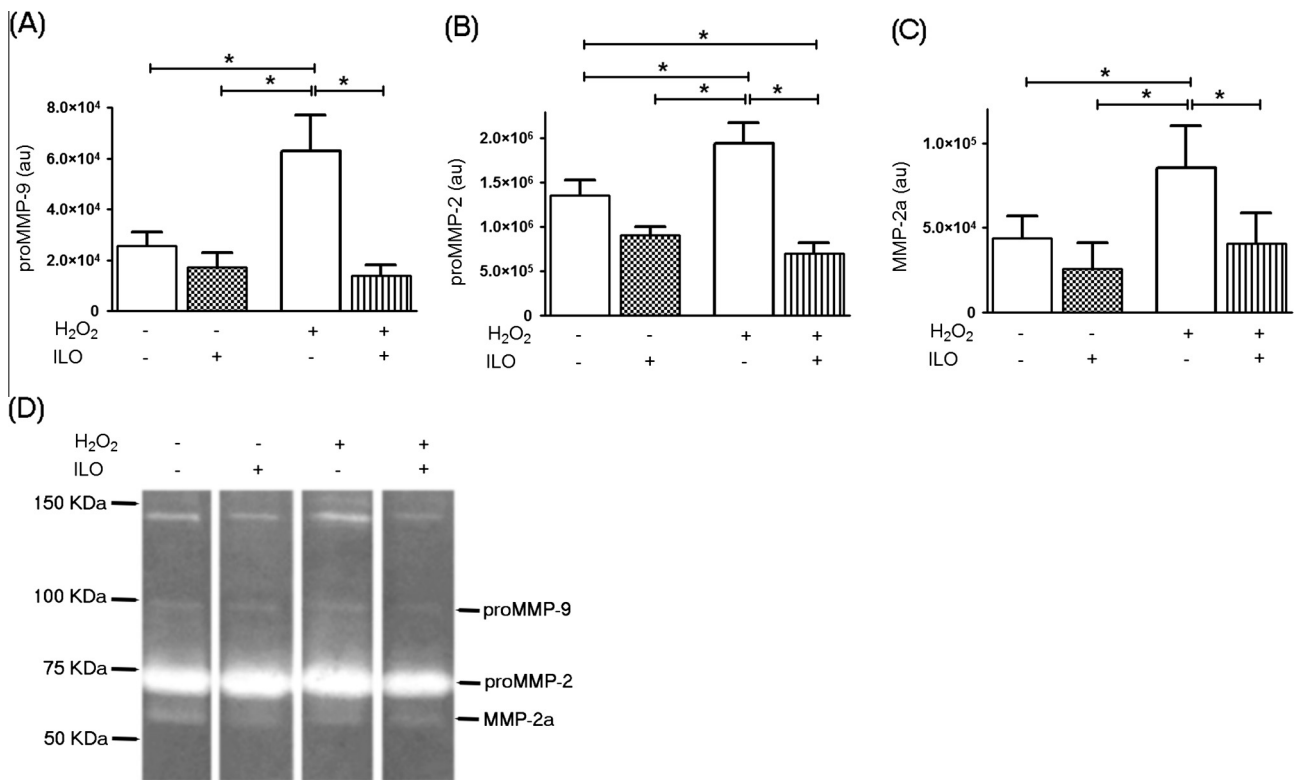 (A)
*
* *
8.0×10⁴
6.0×10⁴
4.0×10⁴
2.0×10⁴
0
proMMP-9 (au)
H₂O₂ - - + +
ILO - + - +
(B)
*
*
* *
2.0×10⁶
1.5×10⁶
1.0×10⁶
5.0×10⁵
0
proMMP-2 (au)
H₂O₂ - - + +
ILO - + - +
(C)
*
* *
1.0×10⁵
5.0×10⁴
0
MMP-2a (au)
H₂O₂ - - + +
ILO - + - +
(D)
H₂O₂ - - + +
ILO - + - +
150 KDa
100 KDa
proMMP-9
75 KDa
proMMP-2
MMP-2a
50 KDa